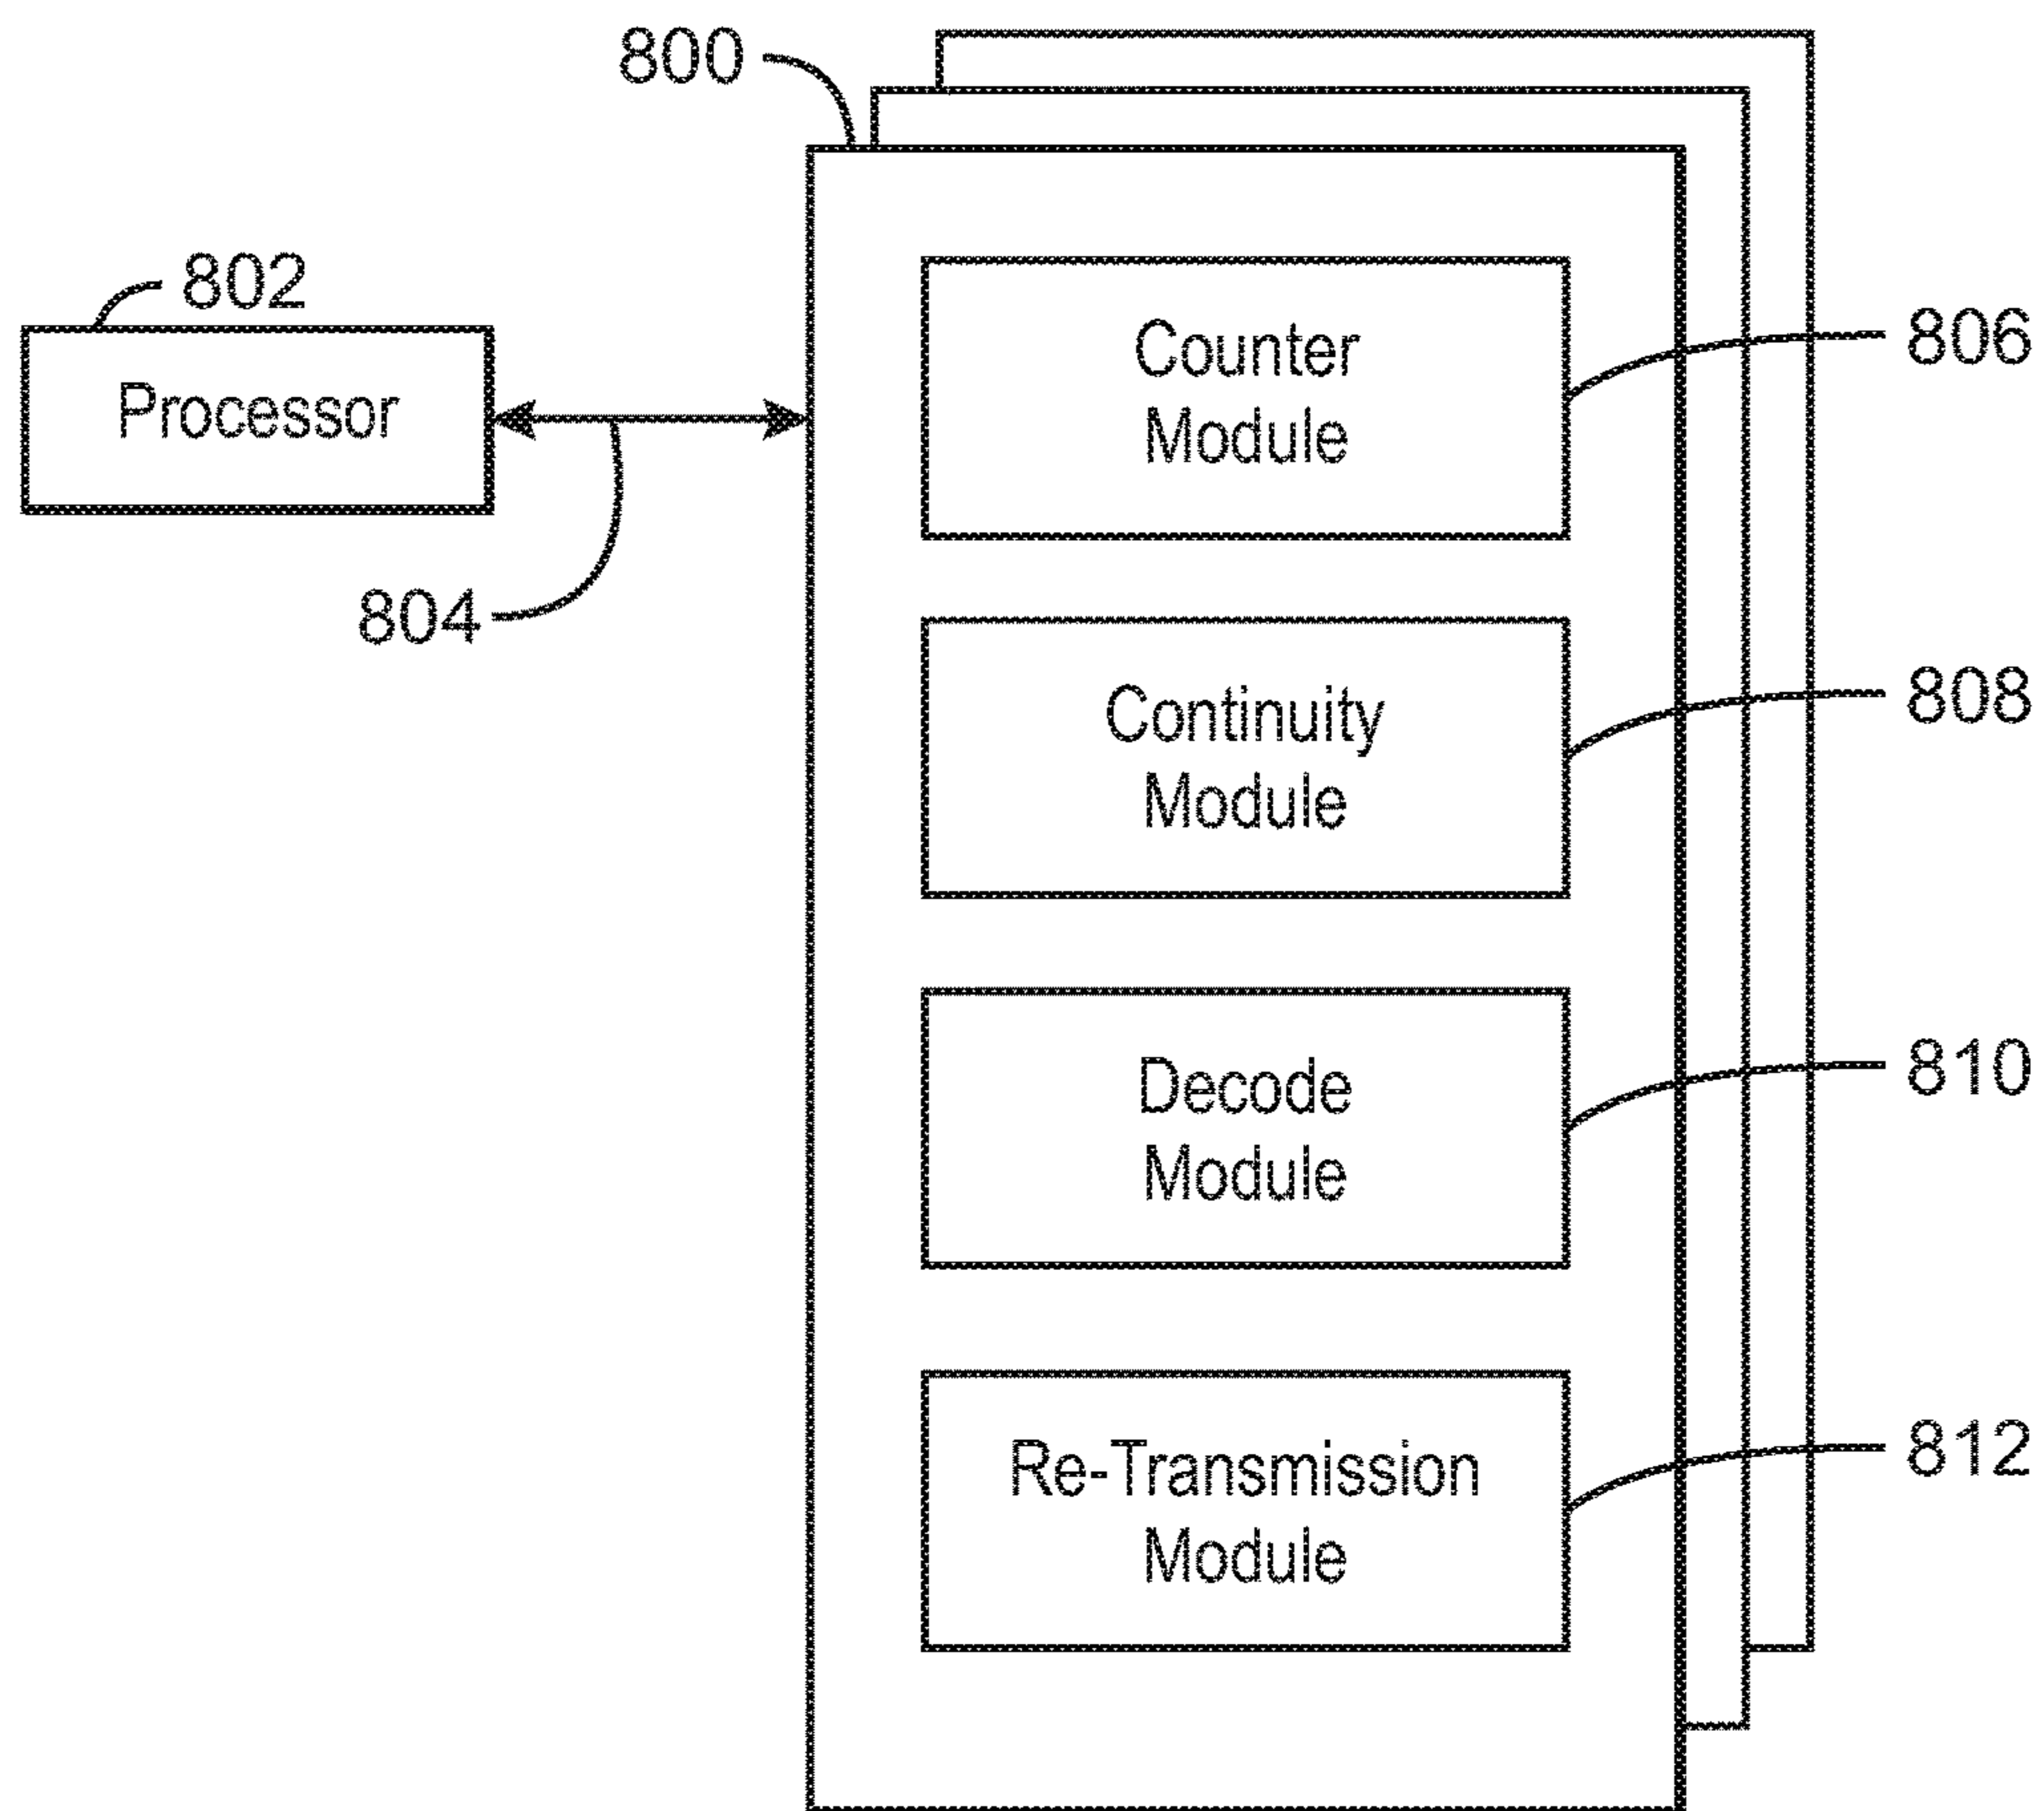 800
802
Processor
804
Counter
Module
806
Continuity
Module
808
Decode
Module
810
Re-Transmission
Module
812